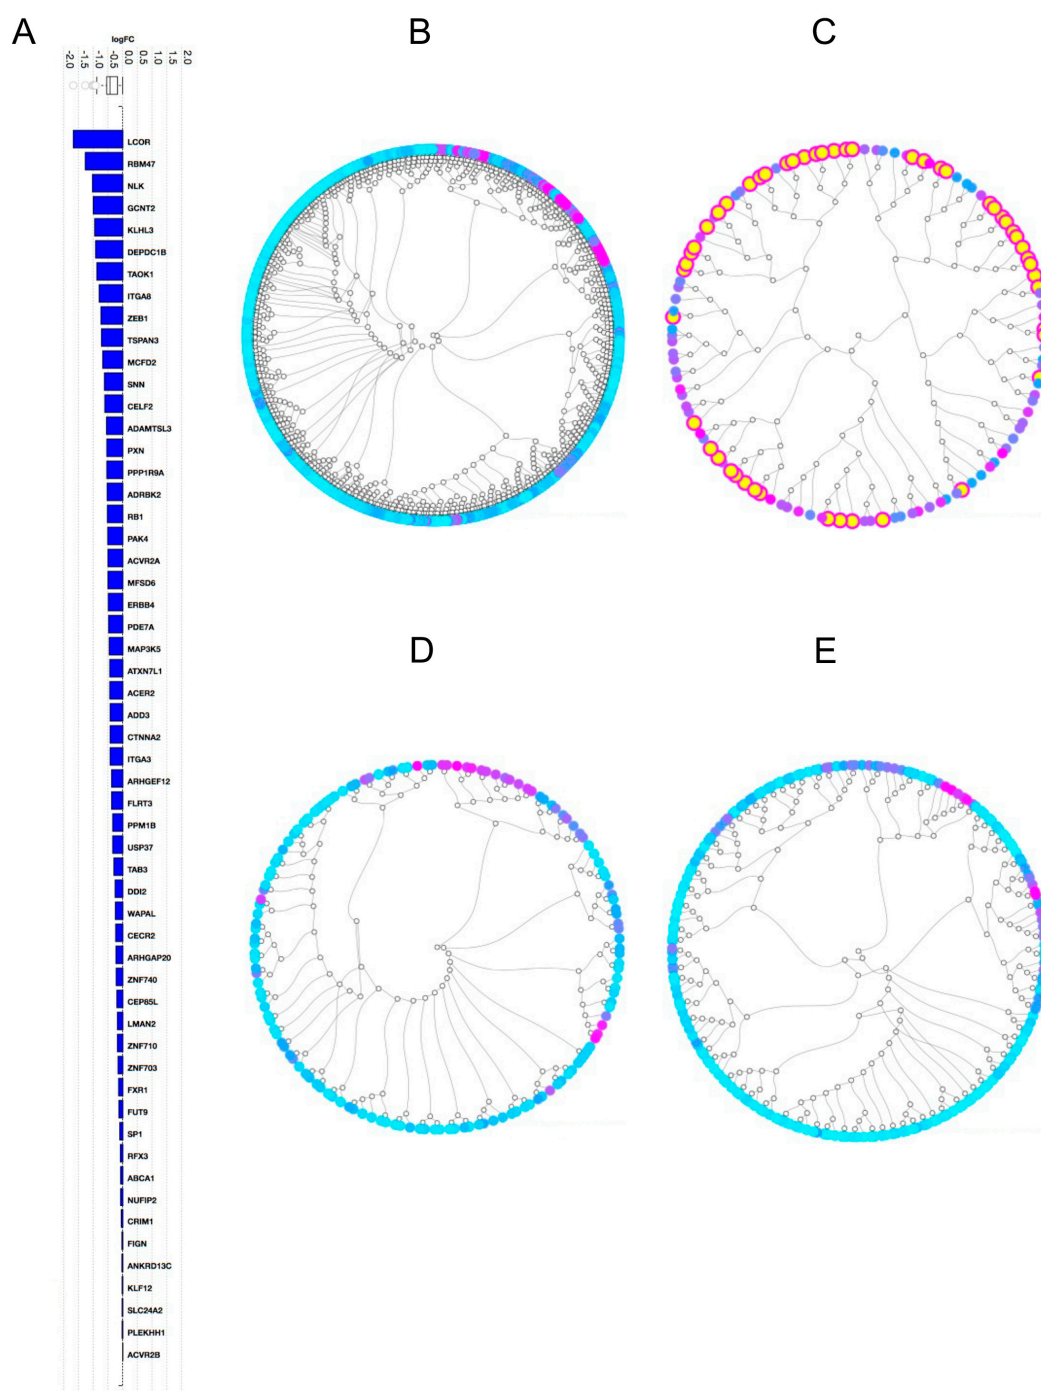 A
B
C
logFC
-2.0
-1.5
-1.0
-0.5
0.0
0.5
1.0
1.5
2.0
LCOR
RBM47
NLK
GCNT2
KLHL3
DEPDC1B
TAOK1
ITGA8
ZEB1
TSPAN3
MCFD2
SNN
CELF2
ADAMTSL3
PXN
PPP1R9A
ADRBK2
RB1
PAK4
ACVR2A
MFSD6
ERBB4
PDE7A
MAP3K5
ATXN7L1
ACER2
ADD3
CTNNA2
ITGA3
ARHGEF12
FLRT3
PPM1B
USP37
TAB3
DDI2
WAPAL
CECR2
ARHGAP20
ZNF740
CEP85L
LMAN2
ZNF710
ZNF703
FXR1
FUT9
SP1
RFX3
ABCA1
NUFIP2
CRIM1
FIGN
ANKRD13C
KLF12
SLC24A2
PLEKHH1
ACVR2B
D
E